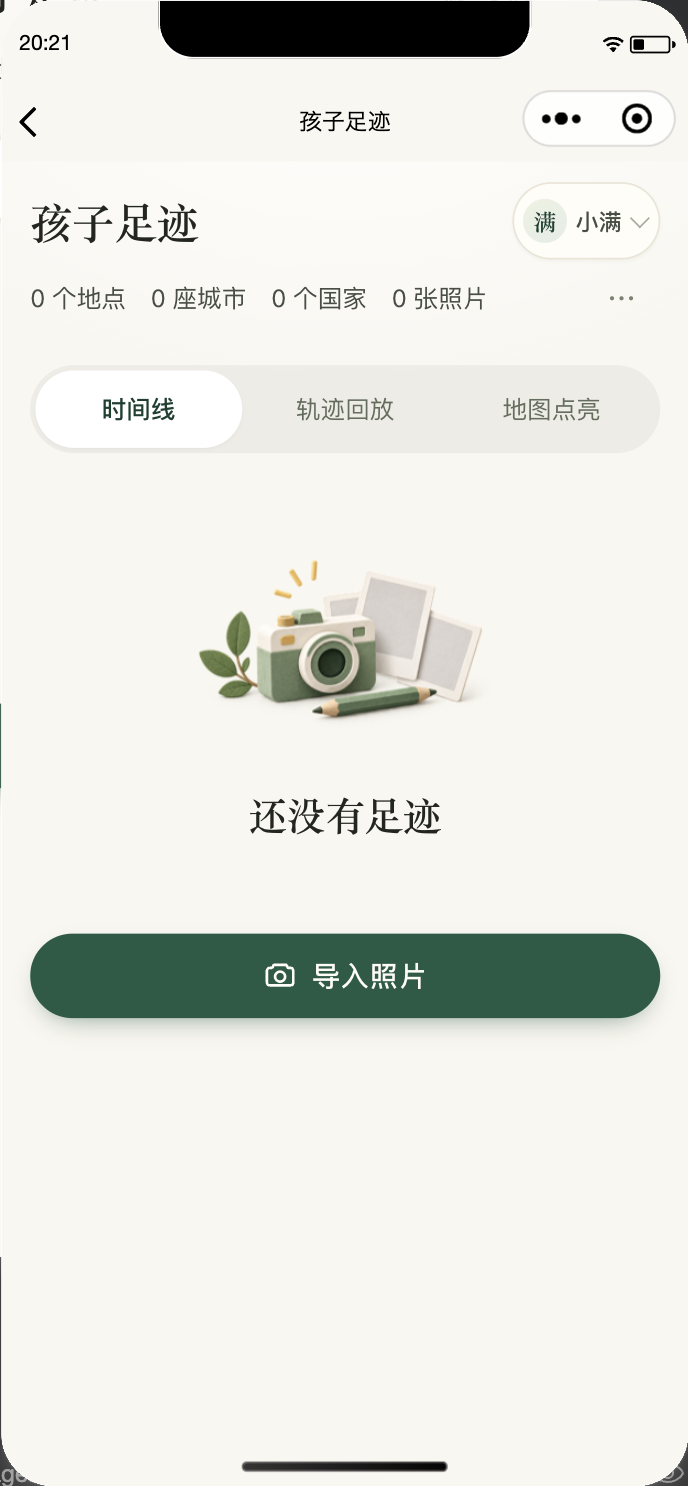 20:21
孩子足迹
孩子足迹
满 小满
0 个地点 0 座城市 0 个国家 0 张照片
时间线 轨迹回放 地图点亮
还没有足迹
导入照片